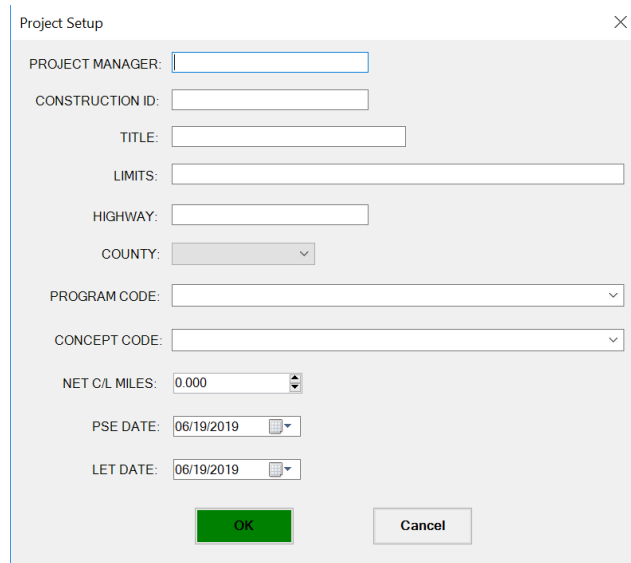 Project Setup
PROJECT MANAGER:
CONSTRUCTION ID:
TITLE:
LIMITS:
HIGHWAY:
COUNTY:
PROGRAM CODE:
CONCEPT CODE:
NET C/L MILES: 0.000
PSE DATE: 06/19/2019
LET DATE: 06/19/2019
OK Cancel